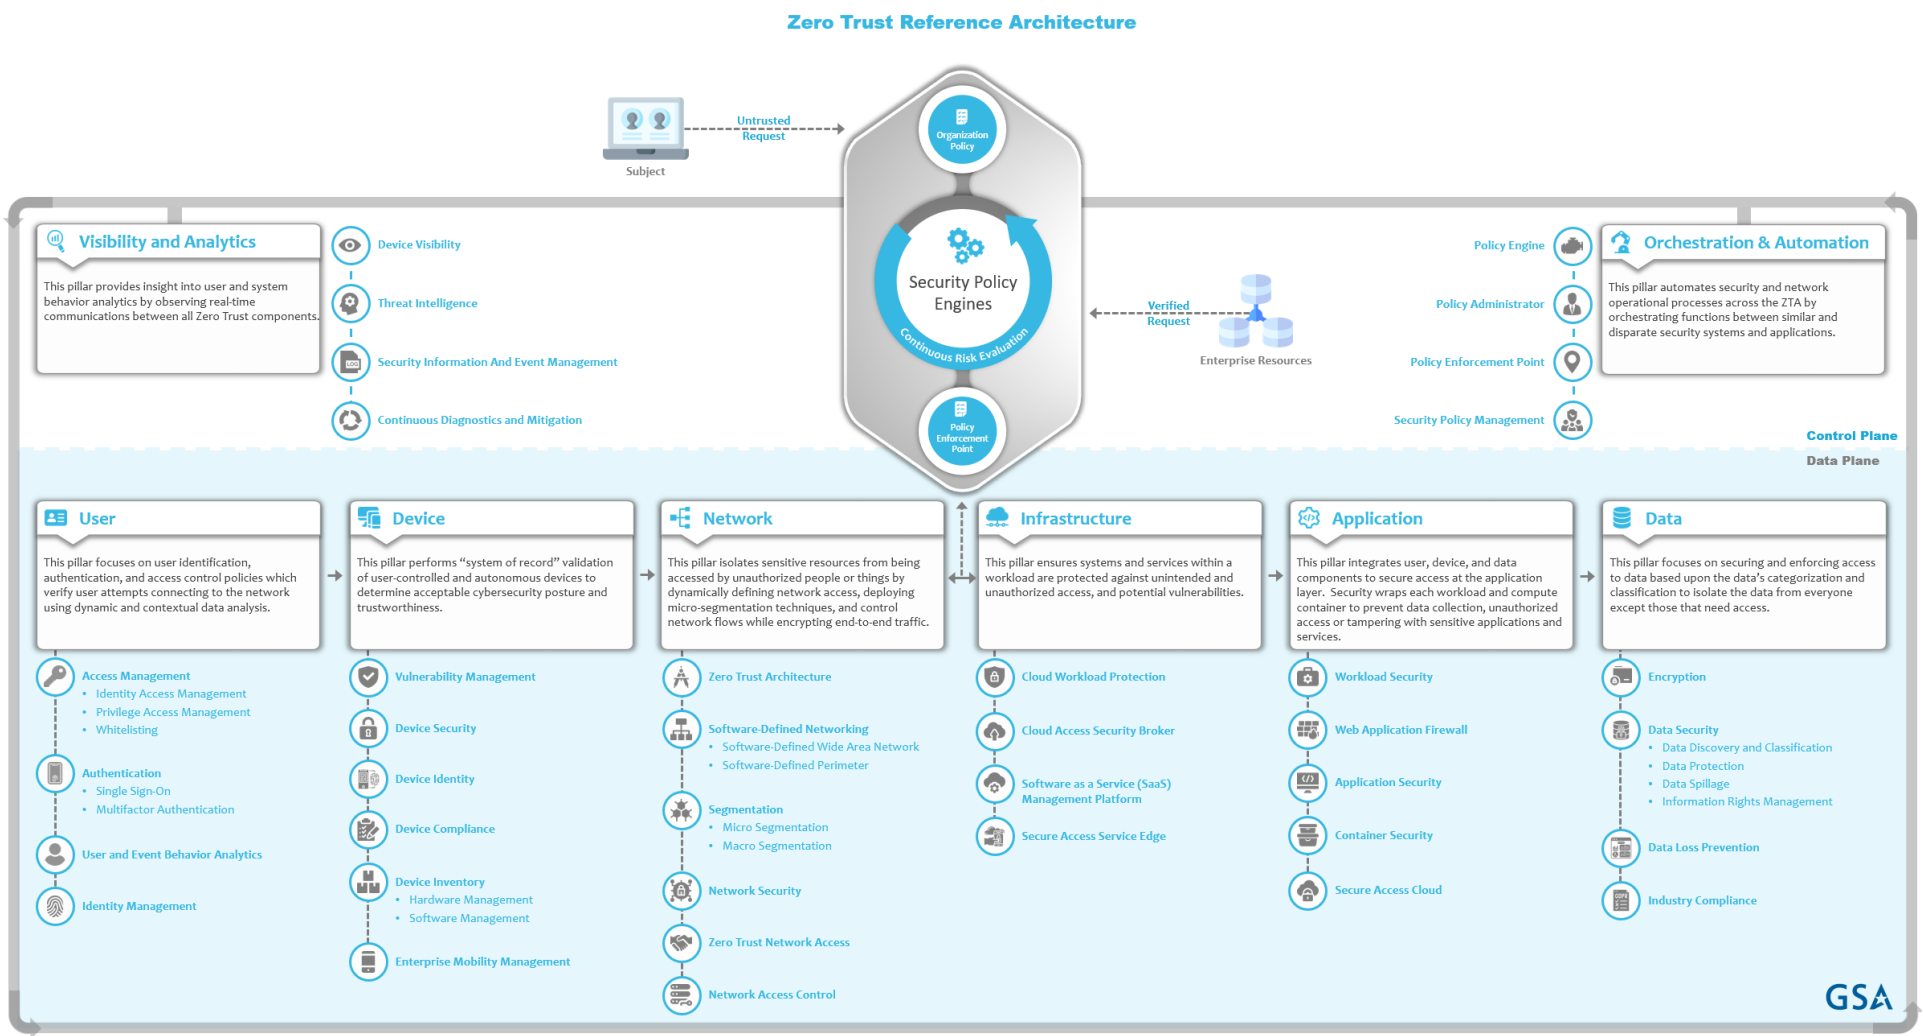 Zero Trust Reference Architecture
Untrusted
Request
Subject
Organization
Policy
Security Policy
Engines
Continuous Risk Evaluation
Policy
Enforcement
Point
Verified
Request
Enterprise Resources
Visibility and Analytics
This pillar provides insight into user and system
behavior analytics by observing real-time
communications between all Zero Trust components.
Device Visibility
Threat Intelligence
LOG
Security Information And Event Management
Continuous Diagnostics and Mitigation
Orchestration & Automation
This pillar automates security and network
operational processes across the ZTA by
orchestrating functions between similar and
disparate security systems and applications.
Policy Engine
Policy Administrator
Policy Enforcement Point
Security Policy Management
Control Plane
Data Plane
User
This pillar focuses on user identification,
authentication, and access control policies which
verify user attempts connecting to the network
using dynamic and contextual data analysis.
Access Management
• Identity Access Management
• Privilege Access Management
• Whitelisting
Authentication
• Single Sign-On
• Multifactor Authentication
User and Event Behavior Analytics
Identity Management
Device
This pillar performs “system of record” validation
of user-controlled and autonomous devices to
determine acceptable cybersecurity posture and
trustworthiness.
Vulnerability Management
Device Security
Device Identity
Device Compliance
Device Inventory
• Hardware Management
• Software Management
Enterprise Mobility Management
Network
This pillar isolates sensitive resources from being
accessed by unauthorized people or things by
dynamically defining network access, deploying
micro-segmentation techniques, and control
network flows while encrypting end-to-end traffic.
Zero Trust Architecture
Software-Defined Networking
• Software-Defined Wide Area Network
• Software-Defined Perimeter
Segmentation
• Micro Segmentation
• Macro Segmentation
Network Security
Zero Trust Network Access
Network Access Control
Infrastructure
This pillar ensures systems and services within a
workload are protected against unintended and
unauthorized access, and potential vulnerabilities.
Cloud Workload Protection
Cloud Access Security Broker
Software as a Service (SaaS)
Management Platform
Secure Access Service Edge
Application
This pillar integrates user, device, and data
components to secure access at the application
layer. Security wraps each workload and compute
container to prevent data collection, unauthorized
access or tampering with sensitive applications and
services.
Workload Security
Web Application Firewall
Application Security
Container Security
Secure Access Cloud
Data
This pillar focuses on securing and enforcing access
to data based upon the data’s categorization and
classification to isolate the data from everyone
except those that need access.
Encryption
Data Security
• Data Discovery and Classification
• Data Protection
• Data Spillage
• Information Rights Management
Data Loss Prevention
Industry Compliance
GSA